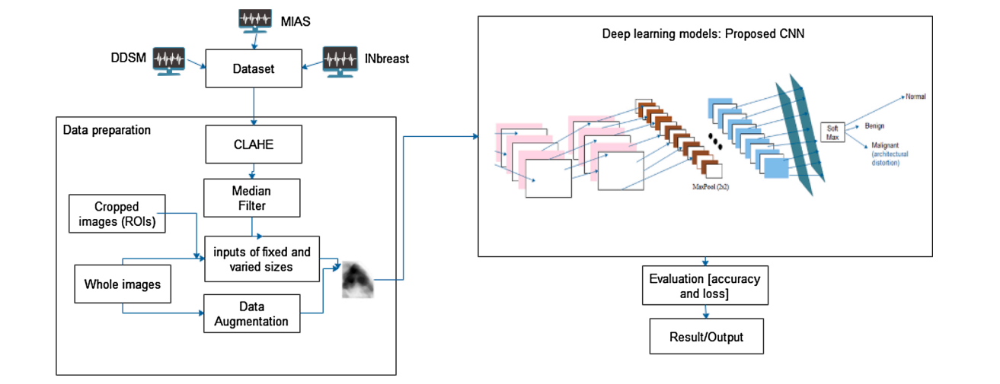 MIAS
DDSM
INbreast
Dataset
Data preparation
CLAHE
Median
Filter
Cropped
images (ROIs)
inputs of fixed and
varied sizes
Whole images
Data
Augmentation
Deep learning models: Proposed CNN
MaxPool (2x2)
Soft
Max
Normal
Benign
Malignant
(architectural
distortion)
Evaluation [accuracy
and loss]
Result/Output